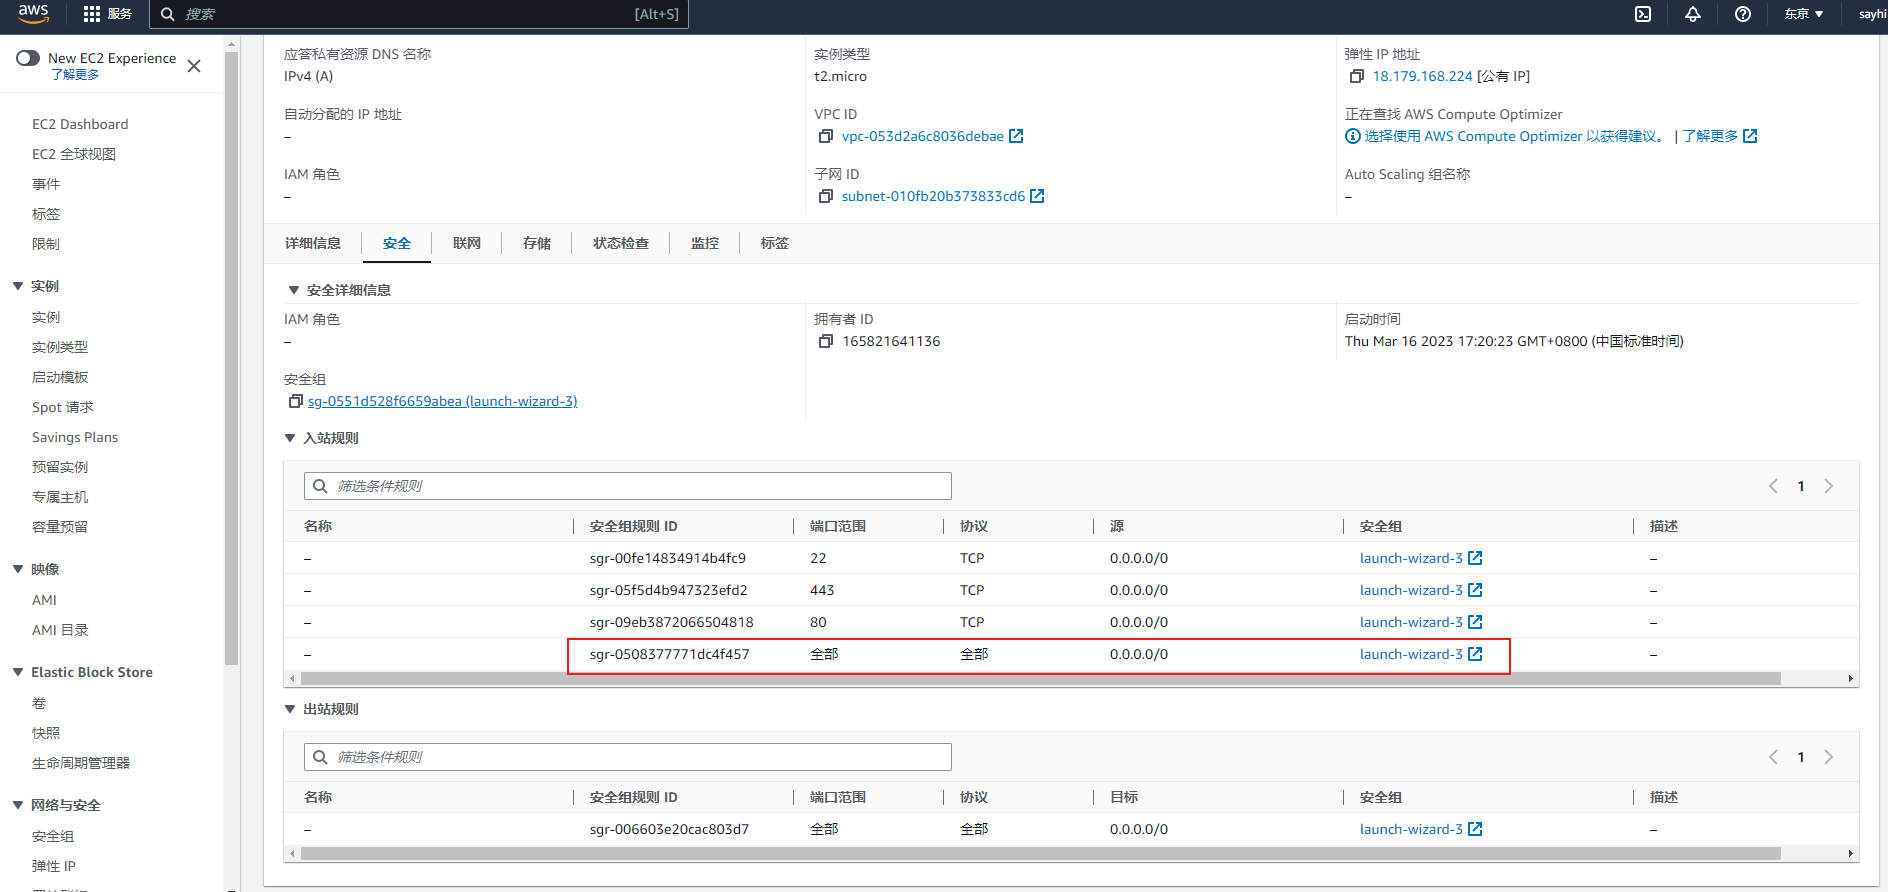 aws
服务
搜索
[Alt+S]
东京
sayhi
New EC2 Experience
了解更多
EC2 Dashboard
EC2 全球视图
事件
标签
限制
实例
实例
实例类型
启动模板
Spot 请求
Savings Plans
预留实例
专属主机
容量预留
映像
AMI
AMI 目录
Elastic Block Store
卷
快照
生命周期管理器
网络与安全
安全组
弹性 IP
应答私有资源 DNS 名称
IPv4 (A)
实例类型
t2.micro
弹性 IP 地址
18.179.168.224 [公有 IP]
自动分配的 IP 地址
–
VPC ID
vpc-053d2a6c8036debae
正在查找 AWS Compute Optimizer
选择使用 AWS Compute Optimizer 以获得建议。 | 了解更多
IAM 角色
–
子网 ID
subnet-010fb20b373833cd6
Auto Scaling 组名称
–
详细信息 安全 联网 存储 状态检查 监控 标签
安全详细信息
IAM 角色
–
拥有者 ID
165821641136
启动时间
Thu Mar 16 2023 17:20:23 GMT+0800 (中国标准时间)
安全组
sg-0551d528f6659abea (launch-wizard-3)
入站规则
筛选条件规则
1
名称 安全组规则 ID 端口范围 协议 源 安全组 描述
– sgr-00fe14834914b4fc9 22 TCP 0.0.0.0/0 launch-wizard-3 –
– sgr-05f5d4b947323efd2 443 TCP 0.0.0.0/0 launch-wizard-3 –
– sgr-09eb3872066504818 80 TCP 0.0.0.0/0 launch-wizard-3 –
– sgr-0508377771dc4f457 全部 全部 0.0.0.0/0 launch-wizard-3 –
出站规则
筛选条件规则
1
名称 安全组规则 ID 端口范围 协议 目标 安全组 描述
– sgr-006603e20cac803d7 全部 全部 0.0.0.0/0 launch-wizard-3 –